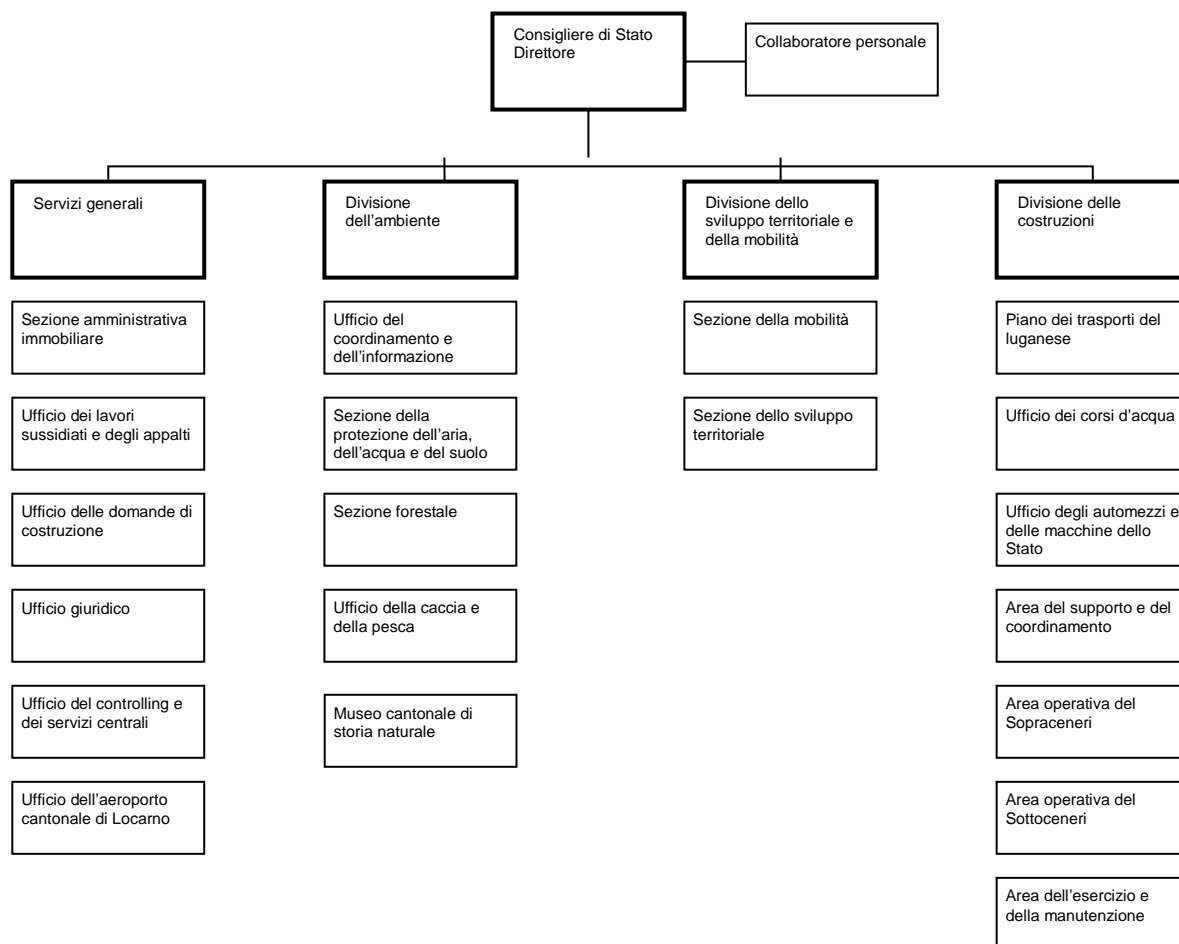 Consigliere di Stato
Direttore
Collaboratore personale
Servizi generali
Divisione
dell'ambiente
Divisione dello
sviluppo territoriale e
della mobilità
Divisione delle
costruzioni
Sezione amministrativa
immobiliare
Ufficio dei lavori
sussidiati e degli appalti
Ufficio delle domande di
costruzione
Ufficio giuridico
Ufficio del controlling e
dei servizi centrali
Ufficio dell'aeroporto
cantonale di Locarno
Ufficio del
coordinamento e
dell'informazione
Sezione della
protezione dell'aria,
dell'acqua e del suolo
Sezione forestale
Ufficio della caccia e
della pesca
Museo cantonale di
storia naturale
Sezione della mobilità
Sezione dello sviluppo
territoriale
Piano dei trasporti del
luganese
Ufficio dei corsi d'acqua
Ufficio degli automezzi e
delle macchine dello
Stato
Area del supporto e del
coordinamento
Area operativa del
Sopraceneri
Area operativa del
Sottoceneri
Area dell'esercizio e
della manutenzione